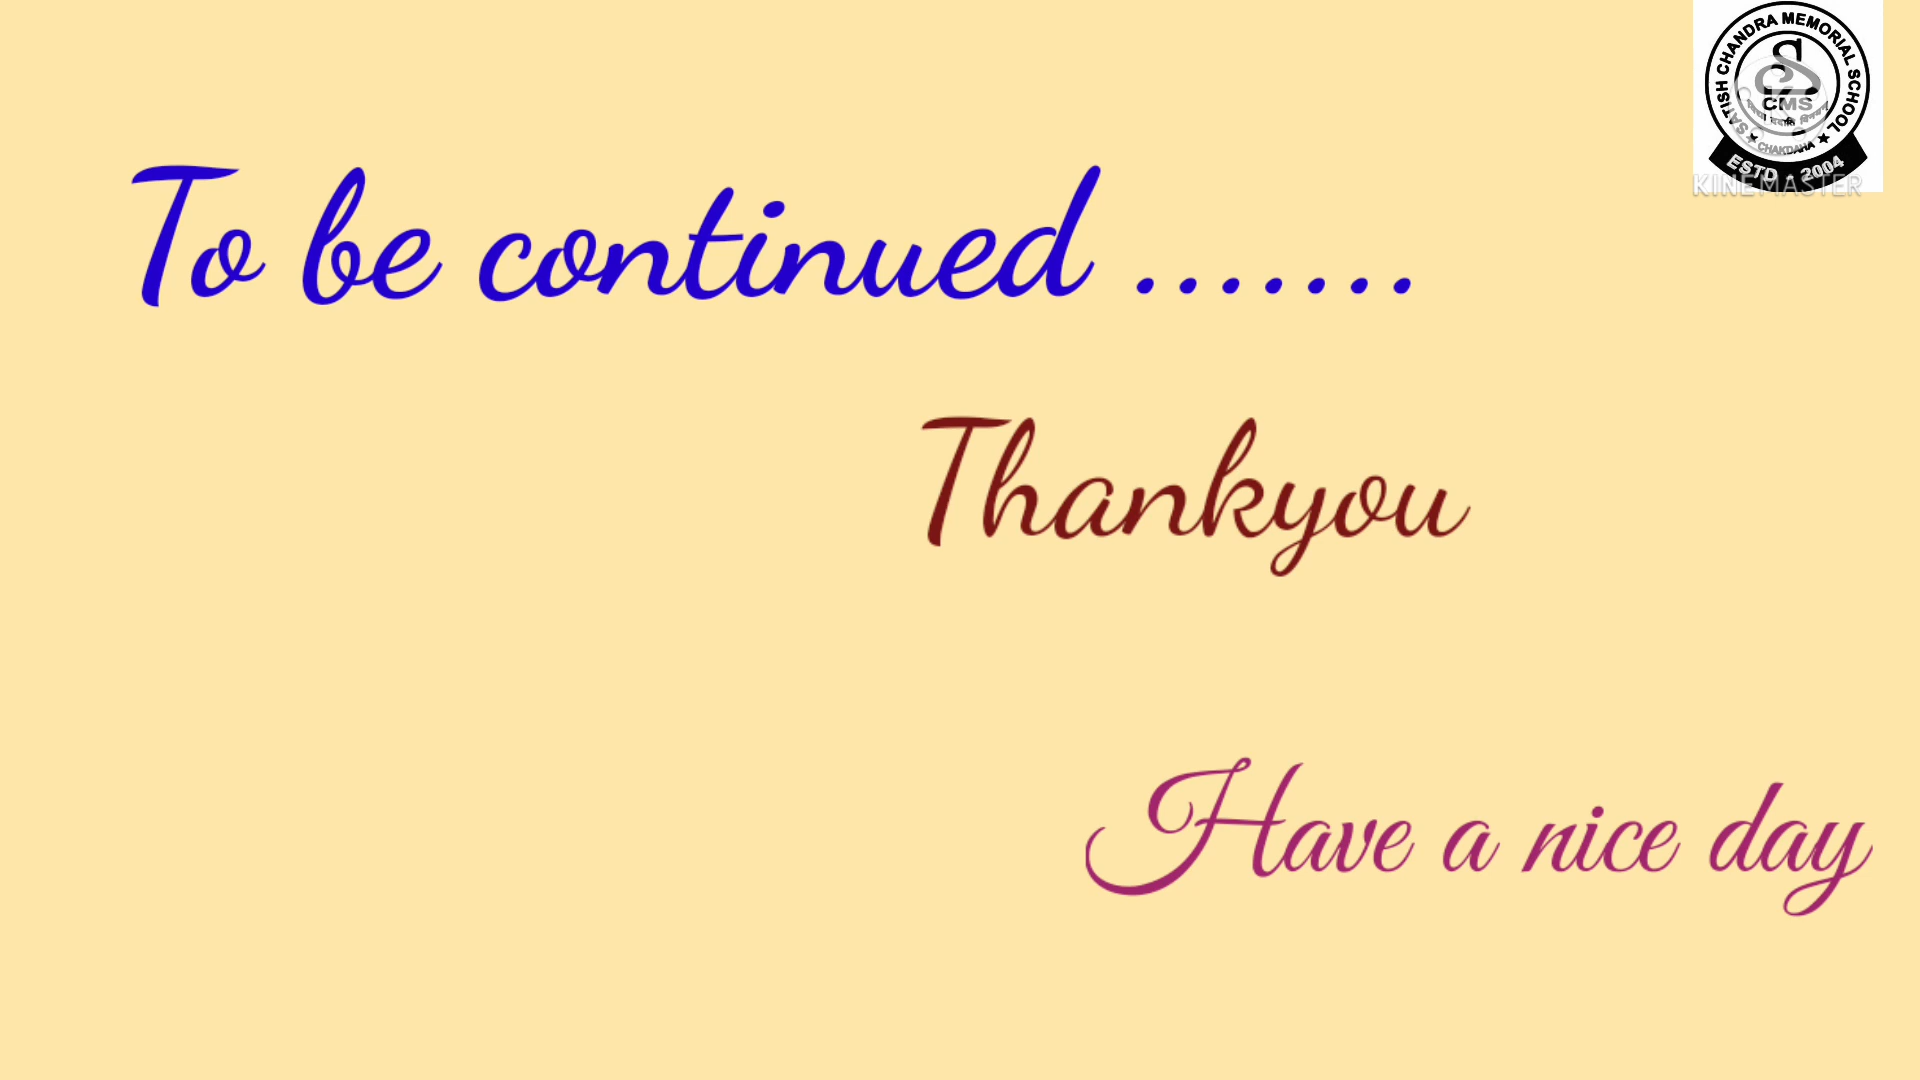 SATISH CHANDRA MEMORIAL SCHOOL
S
CMS
CHAKDAHA
ESTD ★ 2004
KINEMASTER
To be continued .......
Thankyou
Have a nice day